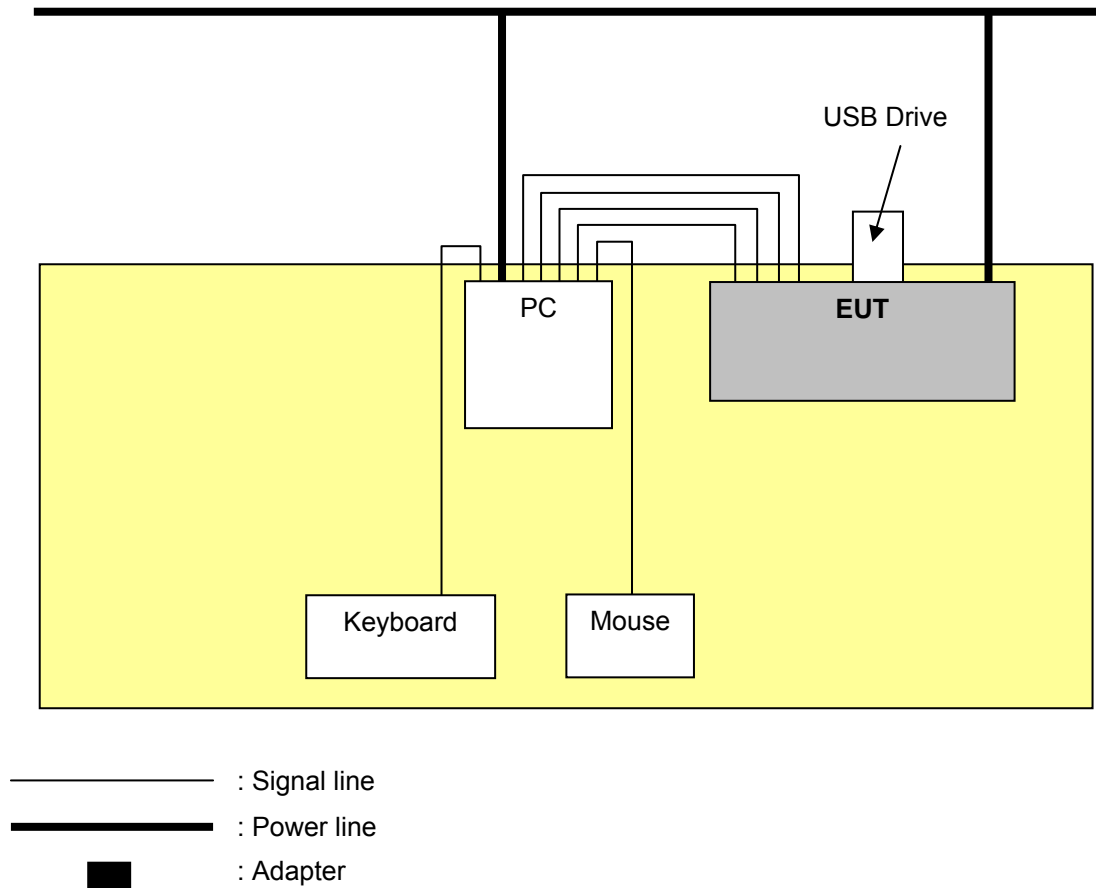 USB Drive
PC
EUT
Keyboard
Mouse
: Signal line
: Power line
: Adapter